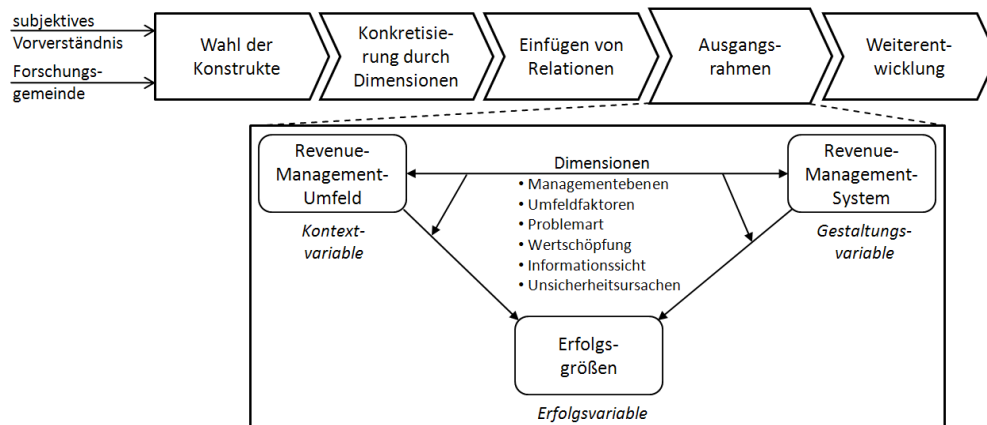 subjektives
Vorverständnis
Forschungs-
gemeinde
Wahl der
Konstrukte
Konkretisie-
rung durch
Dimensionen
Einfügen von
Relationen
Ausgangs-
rahmen
Weiterent-
wicklung
Revenue-
Management-
Umfeld
Kontext-
variable
Dimensionen
• Managementebenen
• Umfeldfaktoren
• Problemart
• Wertschöpfung
• Informationssicht
• Unsicherheitsursachen
Revenue-
Management-
System
Gestaltungs-
variable
Erfolgs-
größen
Erfolgsvariable